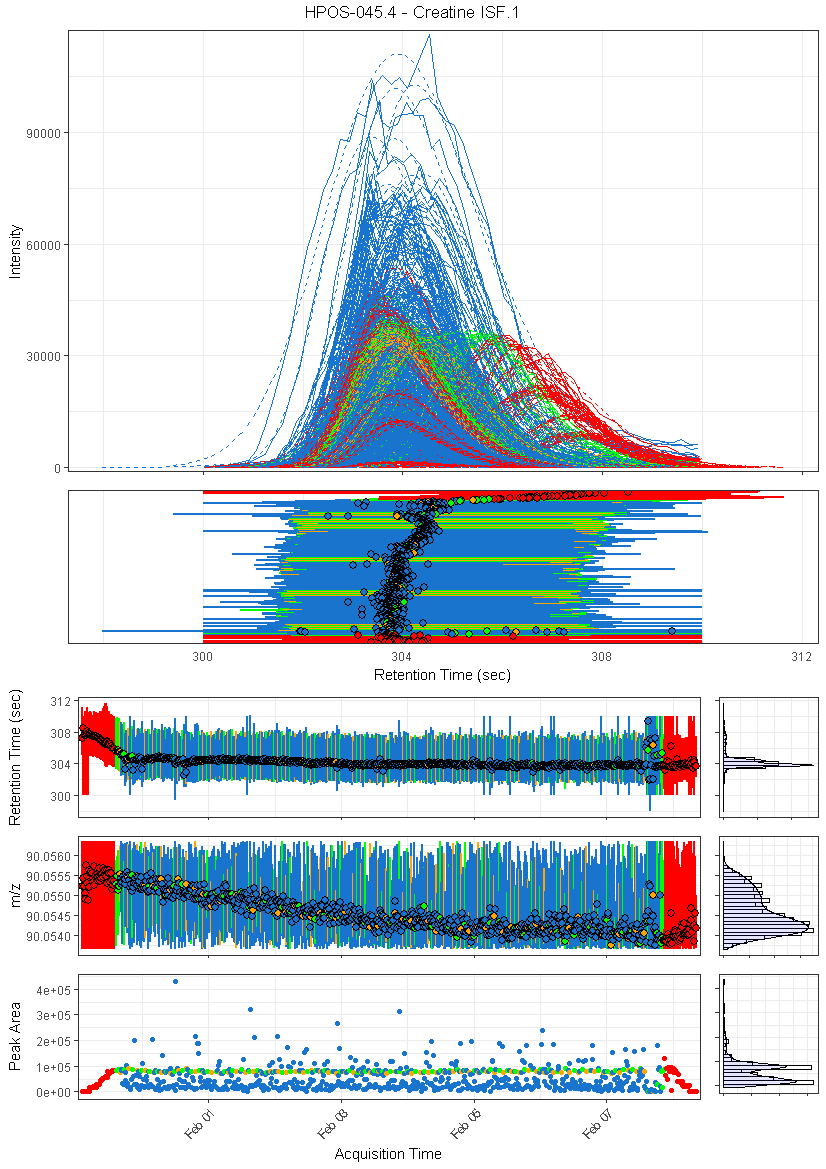 HPOS-045.4 - Creatine ISF.1
90000
60000
30000
0
Intensity
300
304
308
312
Retention Time (sec)
312
308
304
300
Retention Time (sec)
90.0560
90.0555
90.0550
90.0545
90.0540
m/z
4e+05
3e+05
2e+05
1e+05
0e+00
Peak Area
Feb 01
Feb 03
Feb 05
Feb 07
Acquisition Time